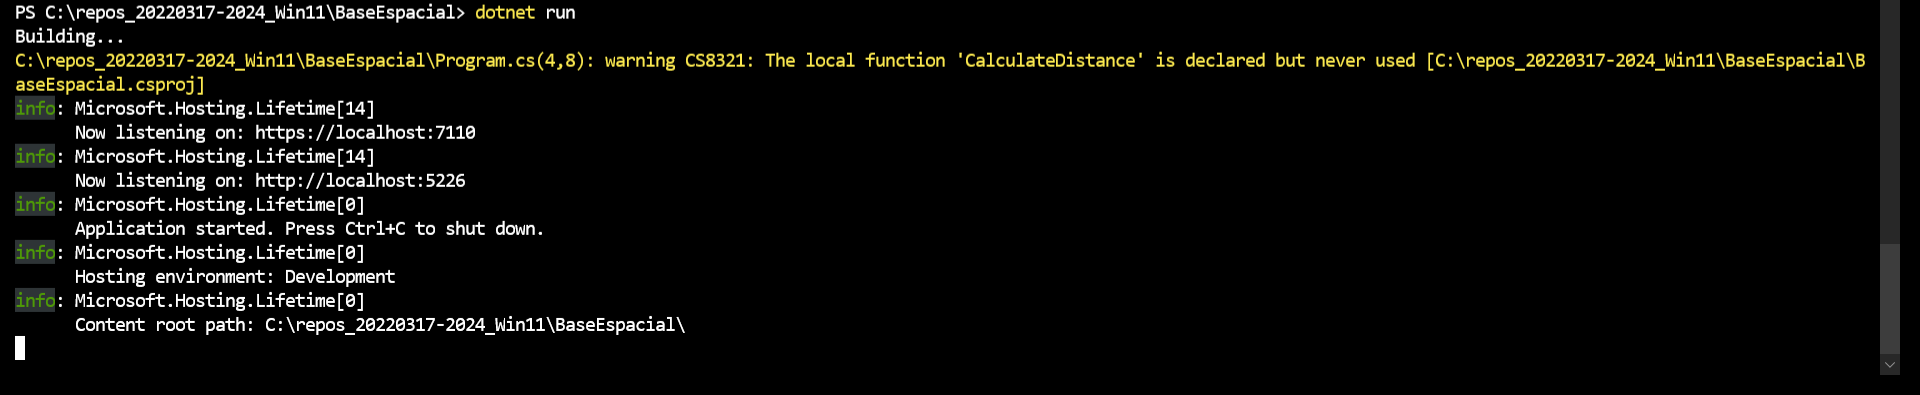 PS C:\repos_20220317-2024_Win11\BaseEspacial> dotnet run
Building...
C:\repos_20220317-2024_Win11\BaseEspacial\Program.cs(4,8): warning CS8321: The local function 'CalculateDistance' is declared but never used [C:\repos_20220317-2024_Win11\BaseEspacial\B
aseEspacial.csproj]
info: Microsoft.Hosting.Lifetime[14]
      Now listening on: https://localhost:7110
info: Microsoft.Hosting.Lifetime[14]
      Now listening on: http://localhost:5226
info: Microsoft.Hosting.Lifetime[0]
      Application started. Press Ctrl+C to shut down.
info: Microsoft.Hosting.Lifetime[0]
      Hosting environment: Development
info: Microsoft.Hosting.Lifetime[0]
      Content root path: C:\repos_20220317-2024_Win11\BaseEspacial\